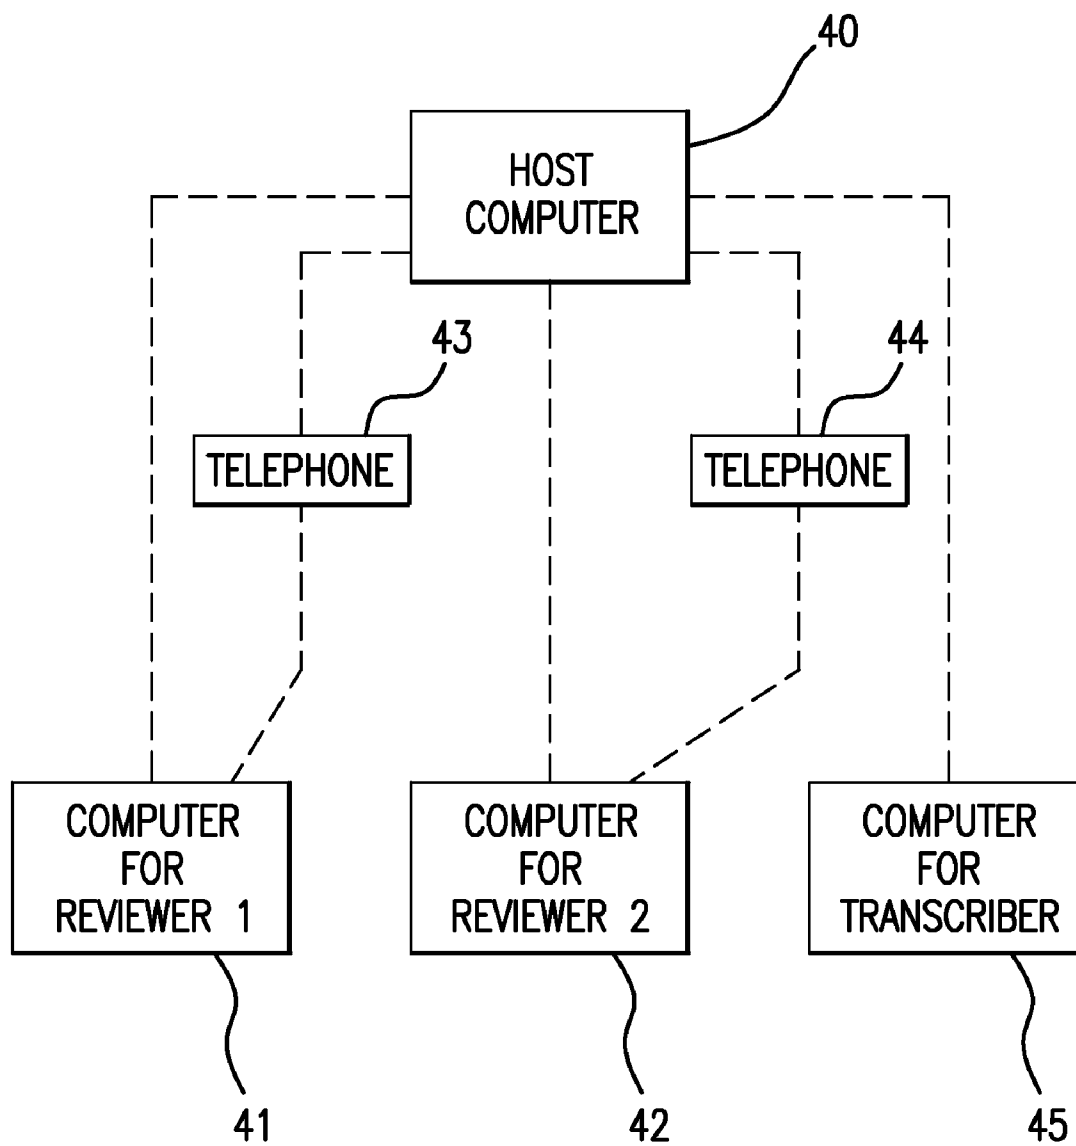 40
HOST
COMPUTER
43
44
TELEPHONE
TELEPHONE
COMPUTER
FOR
REVIEWER 1
COMPUTER
FOR
REVIEWER 2
COMPUTER
FOR
TRANSCRIBER
41
42
45